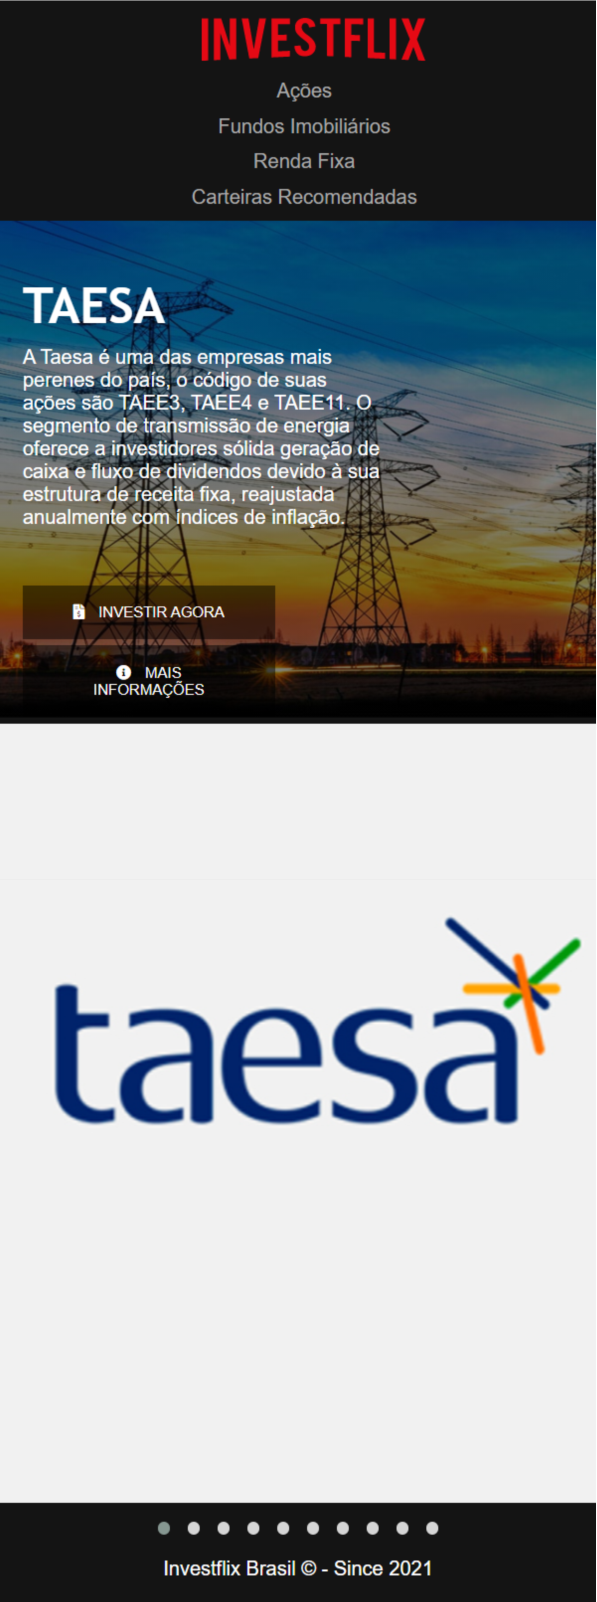 INVESTFLIX
Ações
Fundos Imobiliários
Renda Fixa
Carteiras Recomendadas
TAESA
A Taesa é uma das empresas mais
perenes do país, o código de suas
ações são TAEE3, TAEE4 e TAEE11. O
segmento de transmissão de energia
oferece a investidores sólida geração de
caixa e fluxo de dividendos devido à sua
estrutura de receita fixa, reajustada
anualmente com índices de inflação.
INVESTIR AGORA
MAIS
INFORMAÇÕES
taesa
Investflix Brasil © - Since 2021